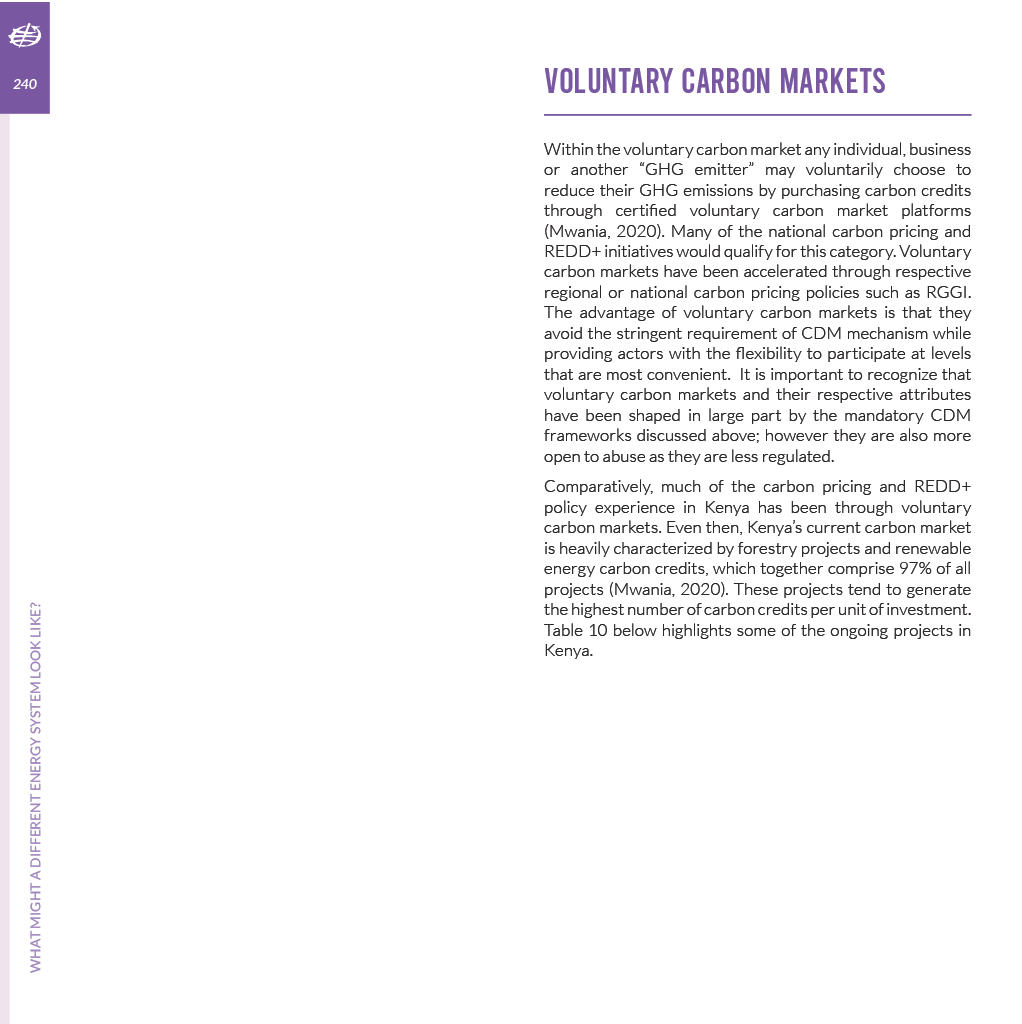 240
VOLUNTARY CARBON MARKETS
Within the voluntary carbon market any individual, business
or another “GHG emitter” may voluntarily choose to
reduce their GHG emissions by purchasing carbon credits
through certified voluntary carbon market platforms
(Mwania, 2020). Many of the national carbon pricing and
REDD+ initiatives would qualify for this category. Voluntary
carbon markets have been accelerated through respective
regional or national carbon pricing policies such as RGGI.
The advantage of voluntary carbon markets is that they
avoid the stringent requirement of CDM mechanism while
providing actors with the flexibility to participate at levels
that are most convenient.  It is important to recognize that
voluntary carbon markets and their respective attributes
have been shaped in large part by the mandatory CDM
frameworks discussed above; however they are also more
open to abuse as they are less regulated.
Comparatively, much of the carbon pricing and REDD+
policy experience in Kenya has been through voluntary
carbon markets. Even then, Kenya’s current carbon market
is heavily characterized by forestry projects and renewable
energy carbon credits, which together comprise 97% of all
projects (Mwania, 2020). These projects tend to generate
the highest number of carbon credits per unit of investment.
Table 10 below highlights some of the ongoing projects in
Kenya.
WHAT MIGHT A DIFFERENT ENERGY SYSTEM LOOK LIKE?